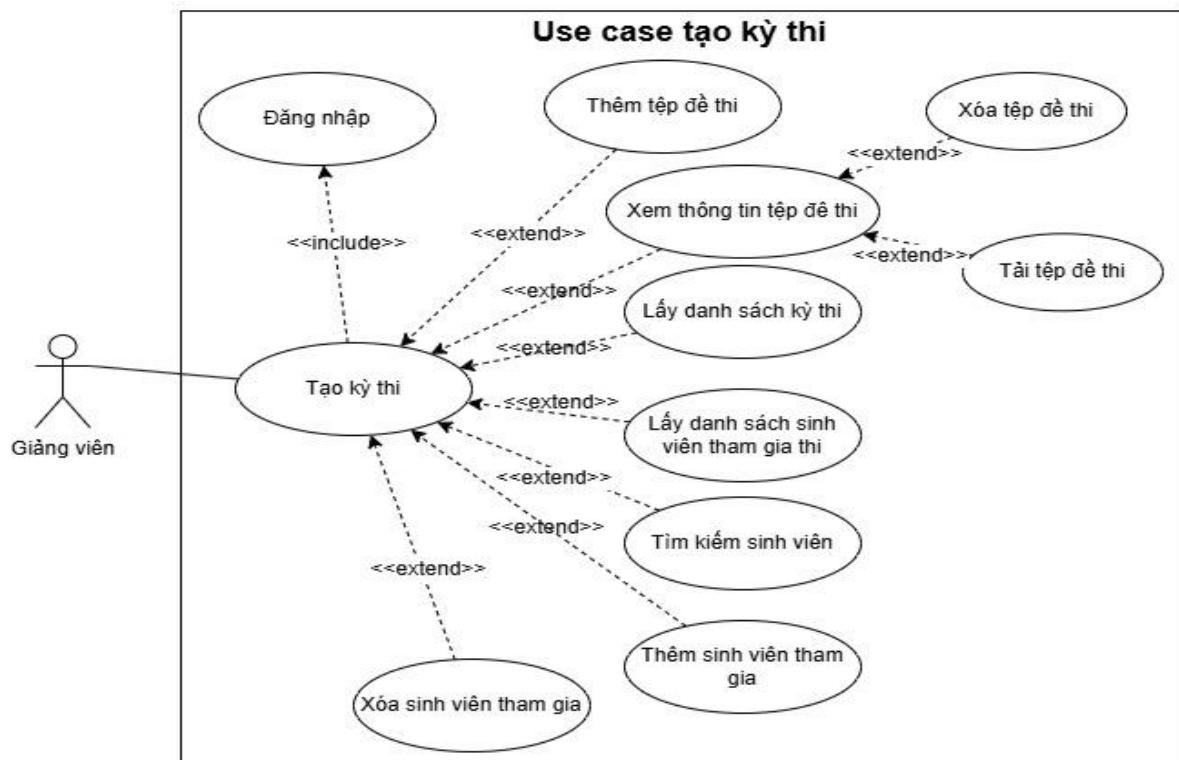 Use case tạo kỳ thi
Đăng nhập
Thêm tệp đề thi
Xóa tệp đề thi
<<extend>>
Xem thông tin tệp đê thi
<<include>>
<<extend>>
<<extend>>
Tải tệp đề thi
<<extend>>
Lấy danh sách kỳ thi
<<extend>>
Tạo kỳ thi
<<extend>>
Giảng viên
Lấy danh sách sinh
viên tham gia thi
<<extend>>
<<extend>>
Tìm kiếm sinh viên
<<extend>>
Thêm sinh viên tham
gia
Xóa sinh viên tham gia